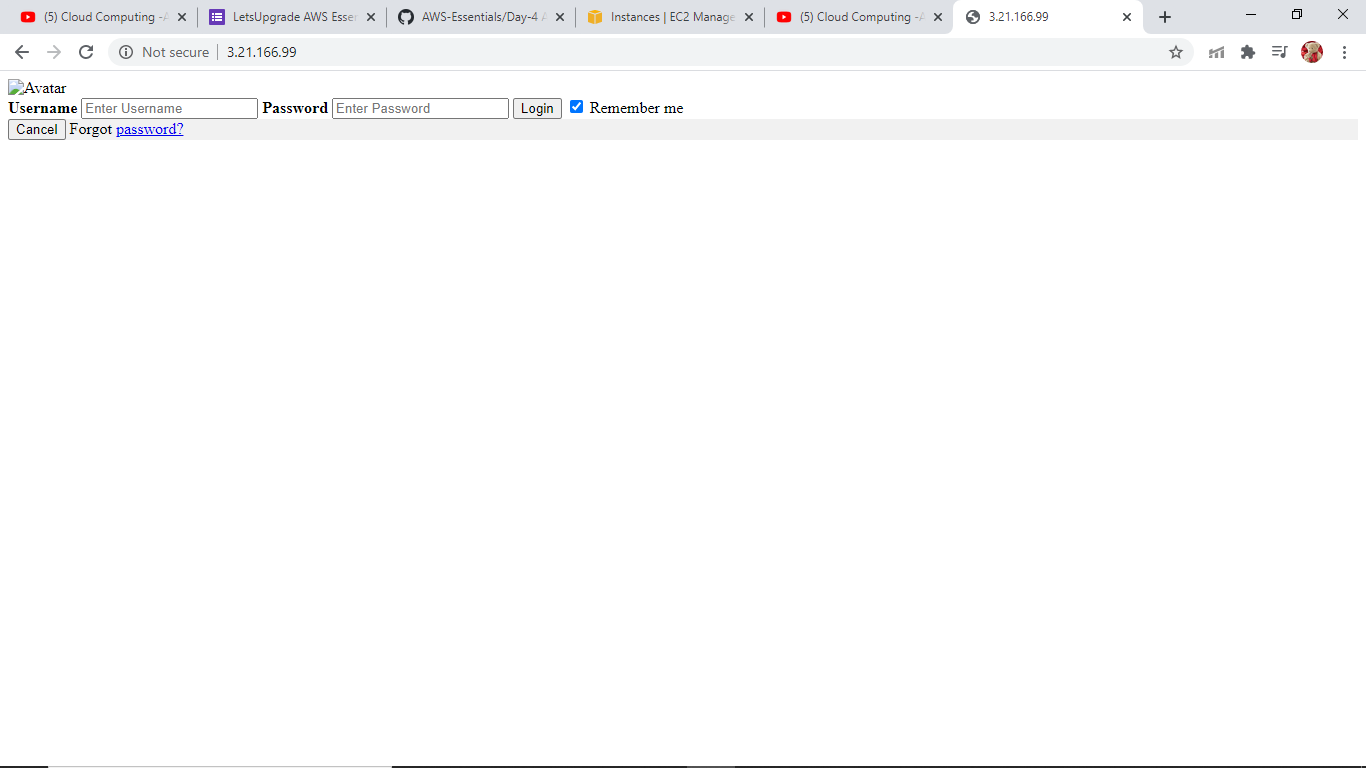 (5) Cloud Computing -A
LetsUpgrade AWS Esse
AWS-Essentials/Day-4 A
Instances | EC2 Manage
(5) Cloud Computing -A
3.21.166.99
Not secure 3.21.166.99
Avatar
Username Enter Username Password Enter Password Login Remember me
Cancel Forgot password?